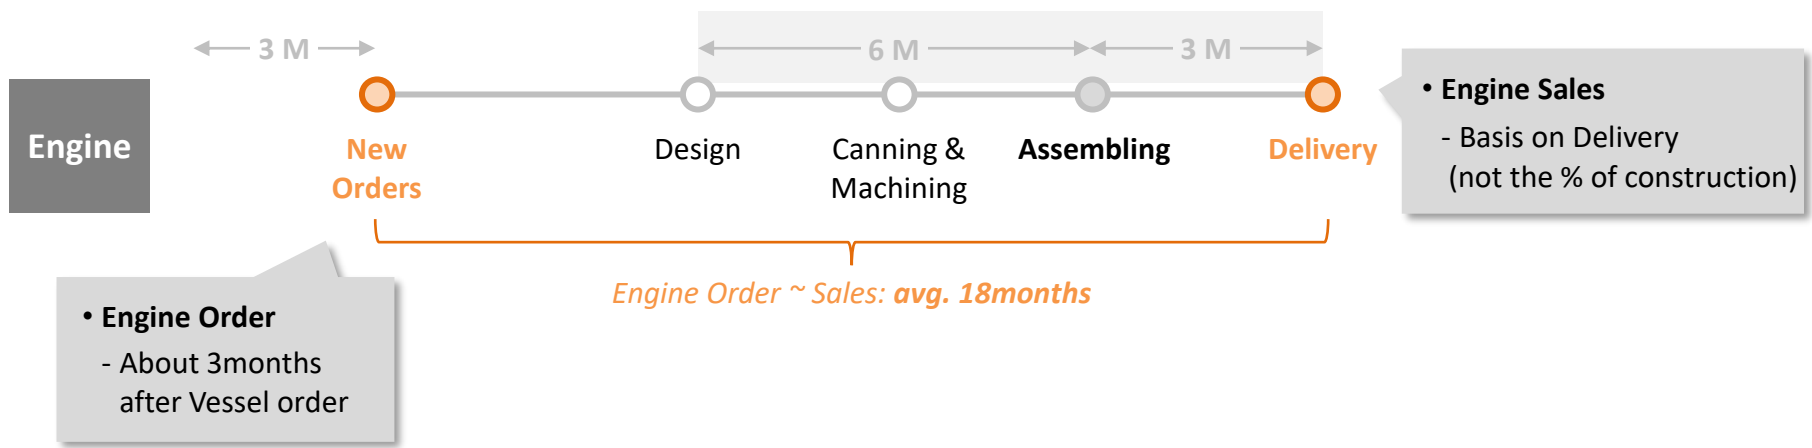 3 M
6 M
3 M
Engine
New
Orders
Design
Canning &
Machining
Assembling
Delivery
• Engine Sales
- Basis on Delivery
(not the % of construction)
Engine Order ~ Sales: avg. 18months
• Engine Order
- About 3months
after Vessel order